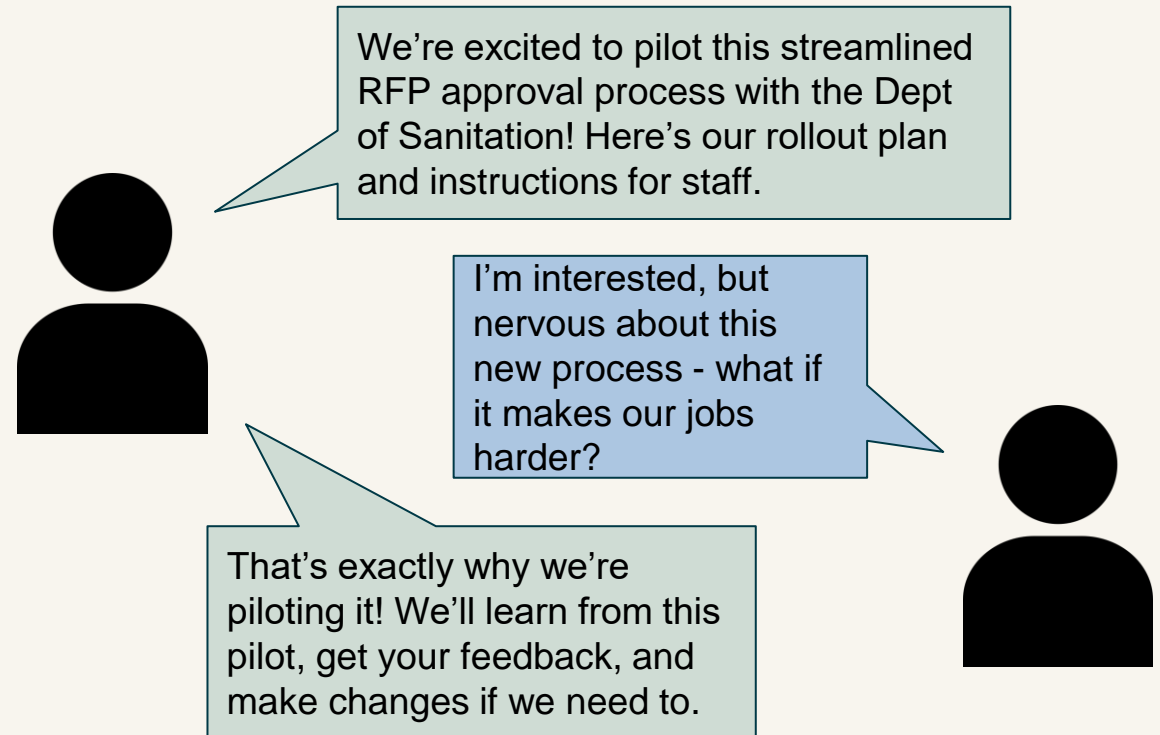 We’re excited to pilot this streamlined
RFP approval process with the Dept
of Sanitation! Here’s our rollout plan
and instructions for staff.
I’m interested, but
nervous about this
new process - what if
it makes our jobs
harder?
That’s exactly why we’re
piloting it! We’ll learn from this
pilot, get your feedback, and
make changes if we need to.